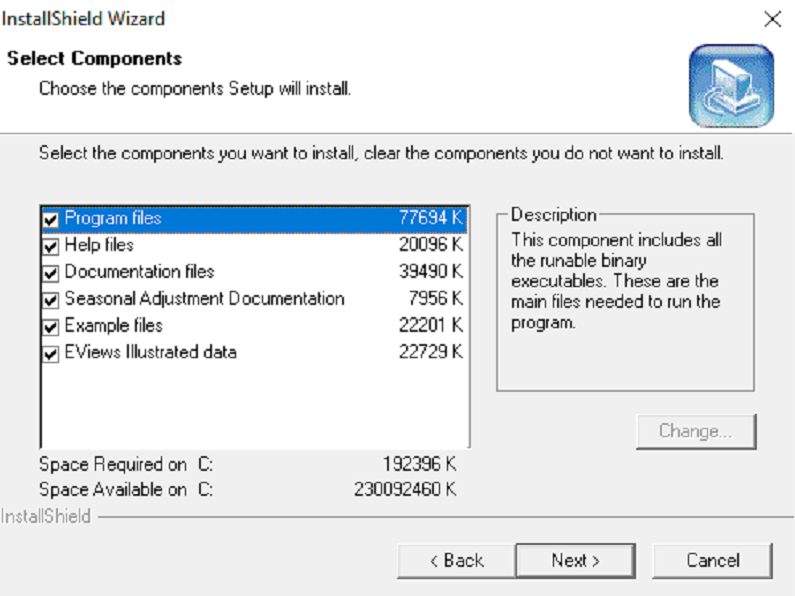 InstallShield Wizard
Select Components
Choose the components Setup will install.
Select the components you want to install, clear the components you do not want to install.
Program files 77694 K
Help files 20096 K
Documentation files 39490 K
Seasonal Adjustment Documentation 7956 K
Example files 22201 K
EViews Illustrated data 22729 K
Description
This component includes all
the runable binary
executables. These are the
main files needed to run the
program.
Change...
Space Required on C: 192396 K
Space Available on C: 230092460 K
InstallShield
< Back
Next >
Cancel